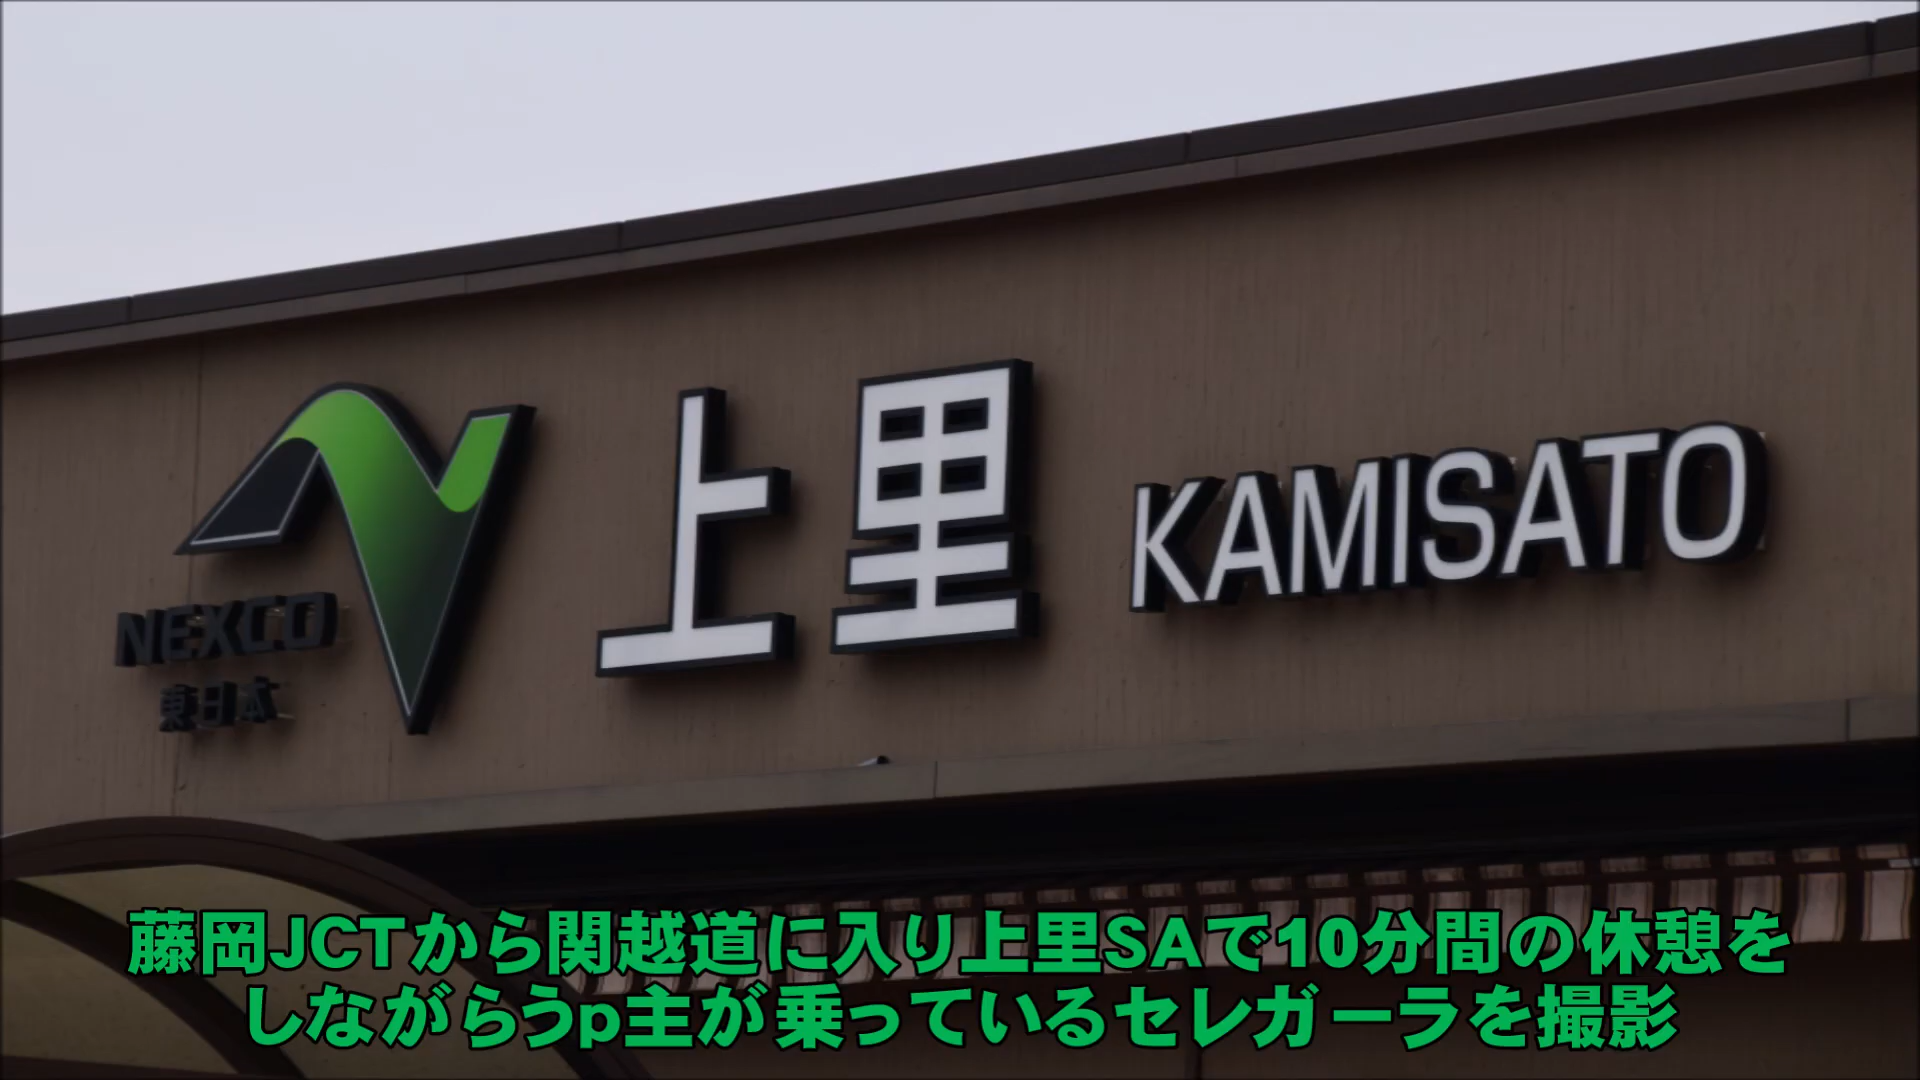 上里 KAMISATO
NEXCO
東日本
藤岡JCTから関越道に入り上里SAで10分間の休憩を
しながらうp主が乗っているセレガーラを撮影